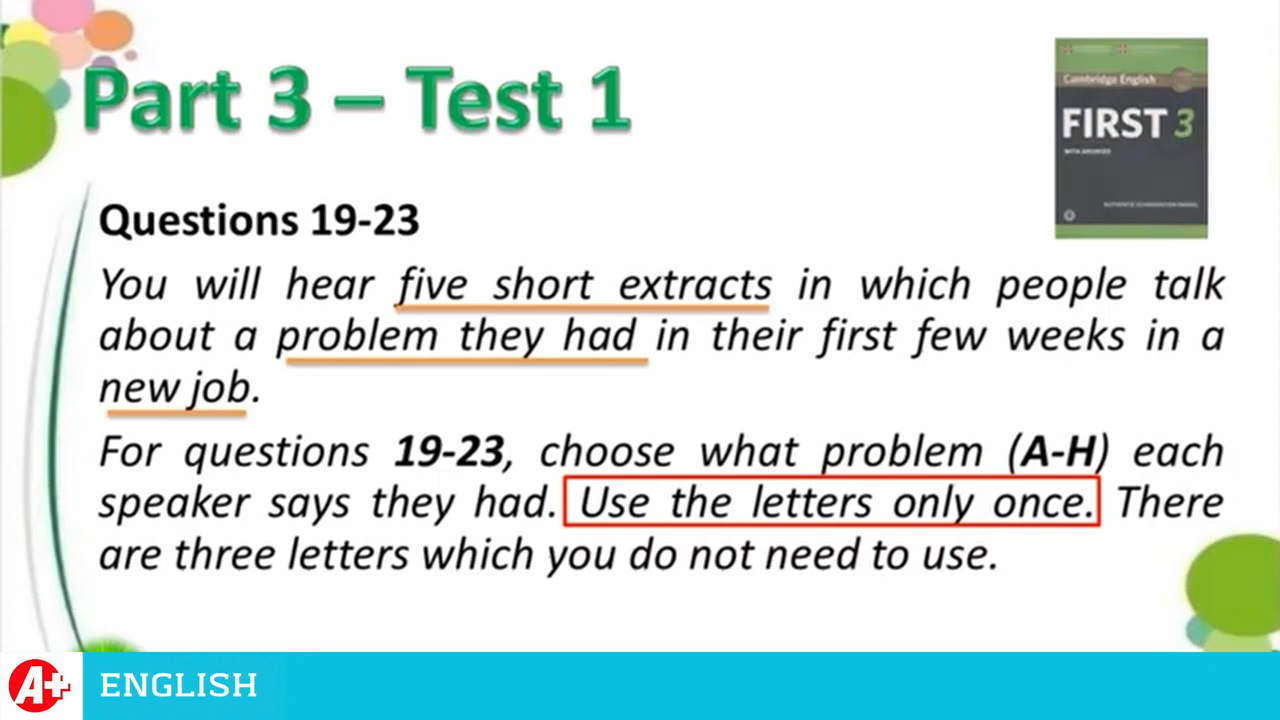 Part 3 – Test 1
Cambridge English
FIRST 3
WITH ANSWERS
AUTHENTIC EXAMINATION PAPERS
Questions 19-23
You will hear five short extracts in which people talk
about a problem they had in their first few weeks in a
new job.
For questions 19-23, choose what problem (A-H) each
speaker says they had. Use the letters only once. There
are three letters which you do not need to use.
A+ ENGLISH